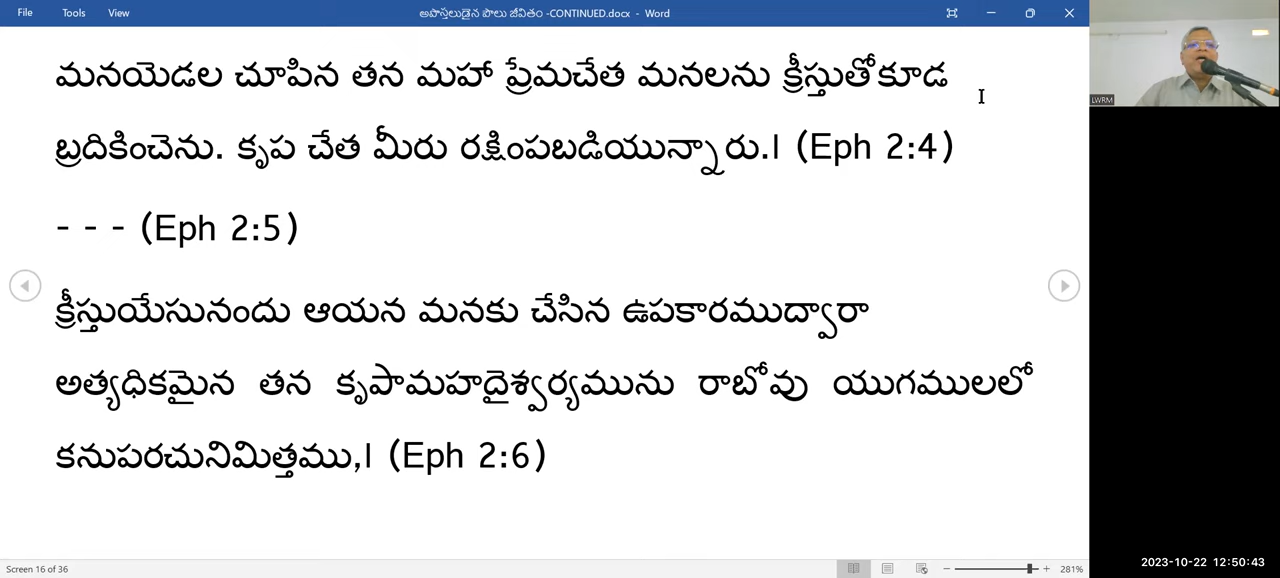 File Tools View అపొస్తలుడైన పౌలు జీవితం -CONTINUED.docx - Word
మనయెడల చూపిన తన మహా ప్రేమచేత మనలను క్రీస్తుతోకూడ
బ్రదికించెను. కృప చేత మీరు రక్షింపబడియున్నారు.| (Eph 2:4)
- - - (Eph 2:5)
క్రీస్తుయేసునందు ఆయన మనకు చేసిన ఉపకారముద్వారా
అత్యధికమైన తన కృపామహదైశ్వర్యమును రాబోవు యుగములలో
కనుపరచునిమిత్తము,| (Eph 2:6)
Screen 16 of 36
281%
LWRM
2023-10-22 12:50:43